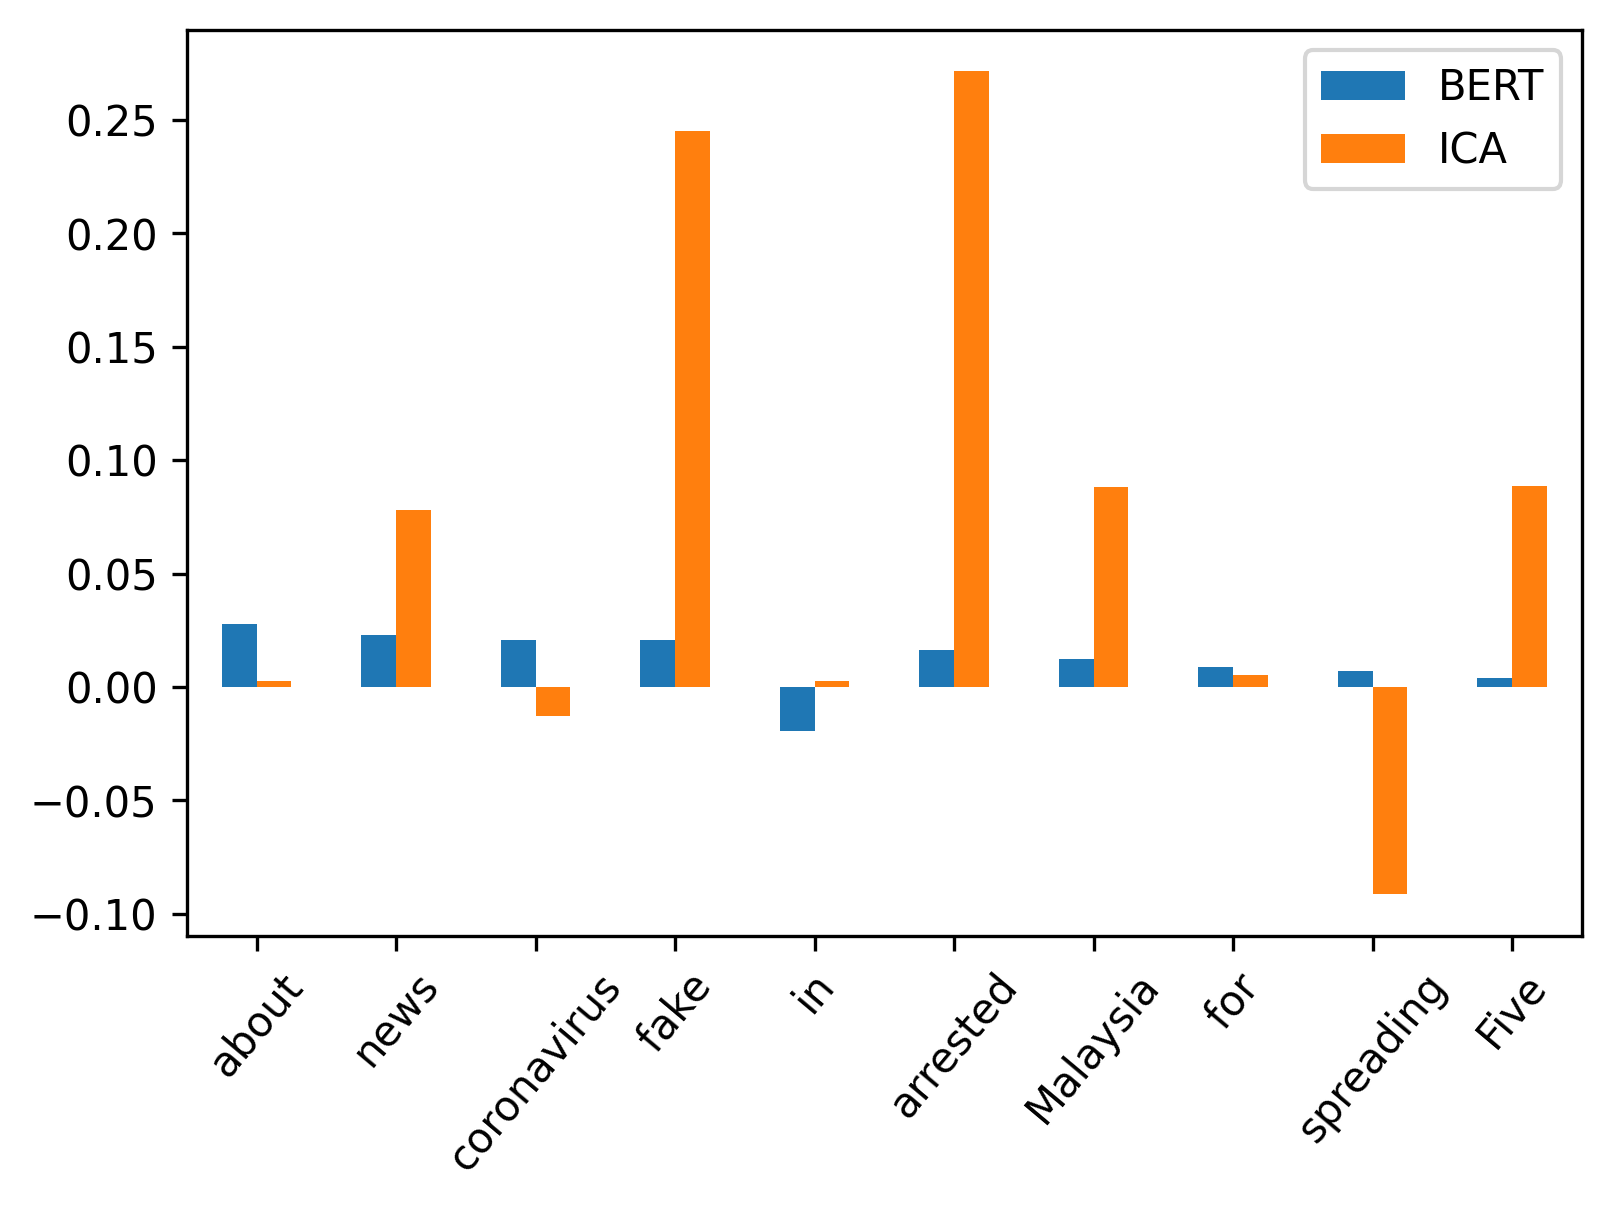 BERT
ICA
0.25
0.20
0.15
0.10
0.05
0.00
−0.05
−0.10
about
news
coronavirus
fake
in
arrested
Malaysia
for
spreading
Five